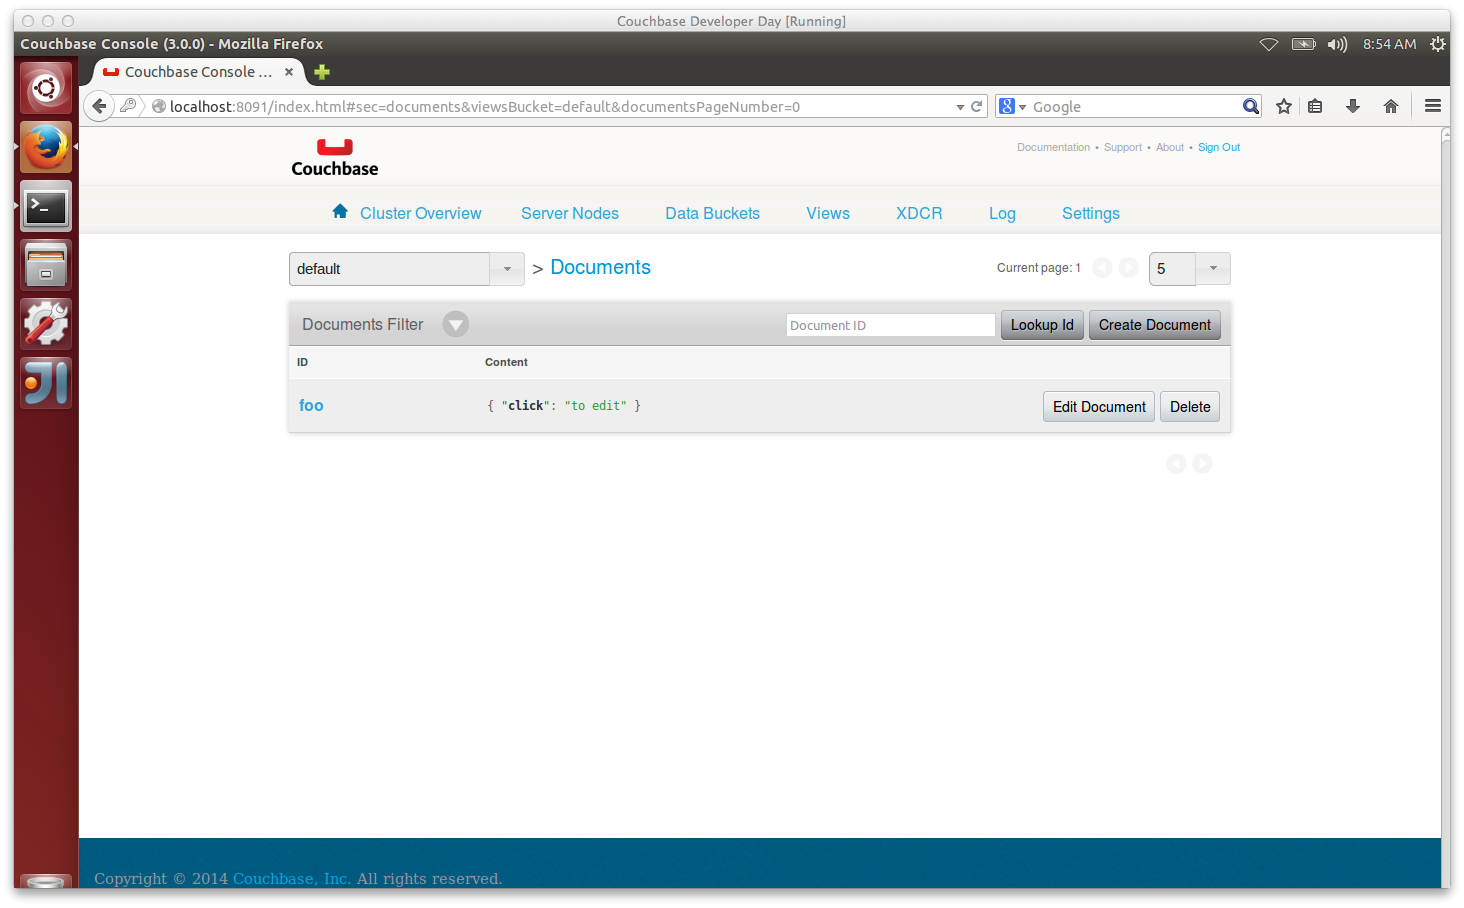 Couchbase Developer Day [Running]
Couchbase Console (3.0.0) - Mozilla Firefox 8:54 AM
Couchbase Console ...
localhost:8091/index.html#sec=documents&viewsBucket=default&documentsPageNumber=0 Google
Couchbase
Documentation • Support • About • Sign Out
Cluster Overview Server Nodes Data Buckets Views XDCR Log Settings
default > Documents Current page: 1 5
Documents Filter Document ID Lookup Id Create Document
ID Content
foo { "click": "to edit" } Edit Document Delete
Copyright © 2014 Couchbase, Inc. All rights reserved.